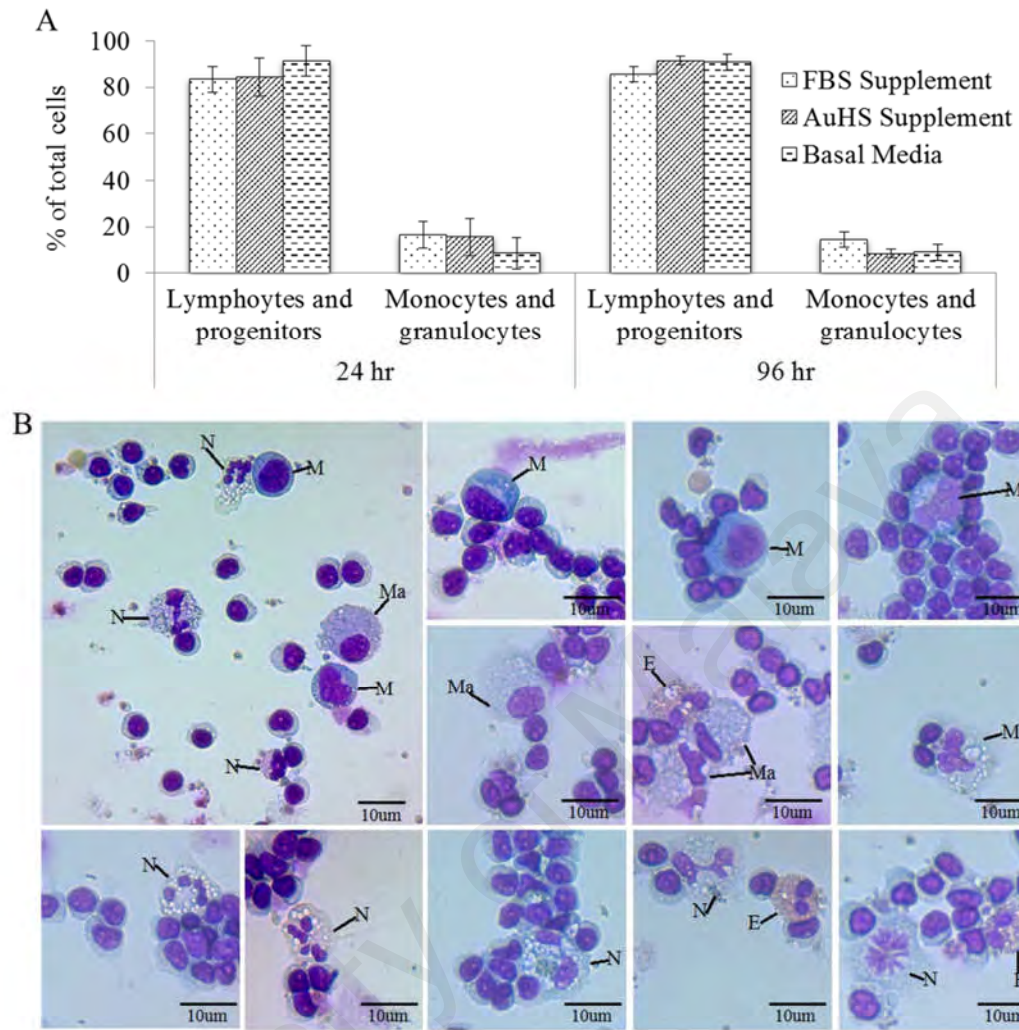 A
100
80
60
40
20
0
% of total cells
FBS Supplement
AuHS Supplement
Basal Media
Lymphoytes and progenitors
Monocytes and granulocytes
Lymphoytes and progenitors
Monocytes and granulocytes
24 hr
96 hr
B
N
M
N
Ma
M
N
10um
M
10um
M
10um
M
10um
Ma
10um
E
Ma
10um
M
10um
N
10um
N
10um
N
10um
N
E
10um
N
10um